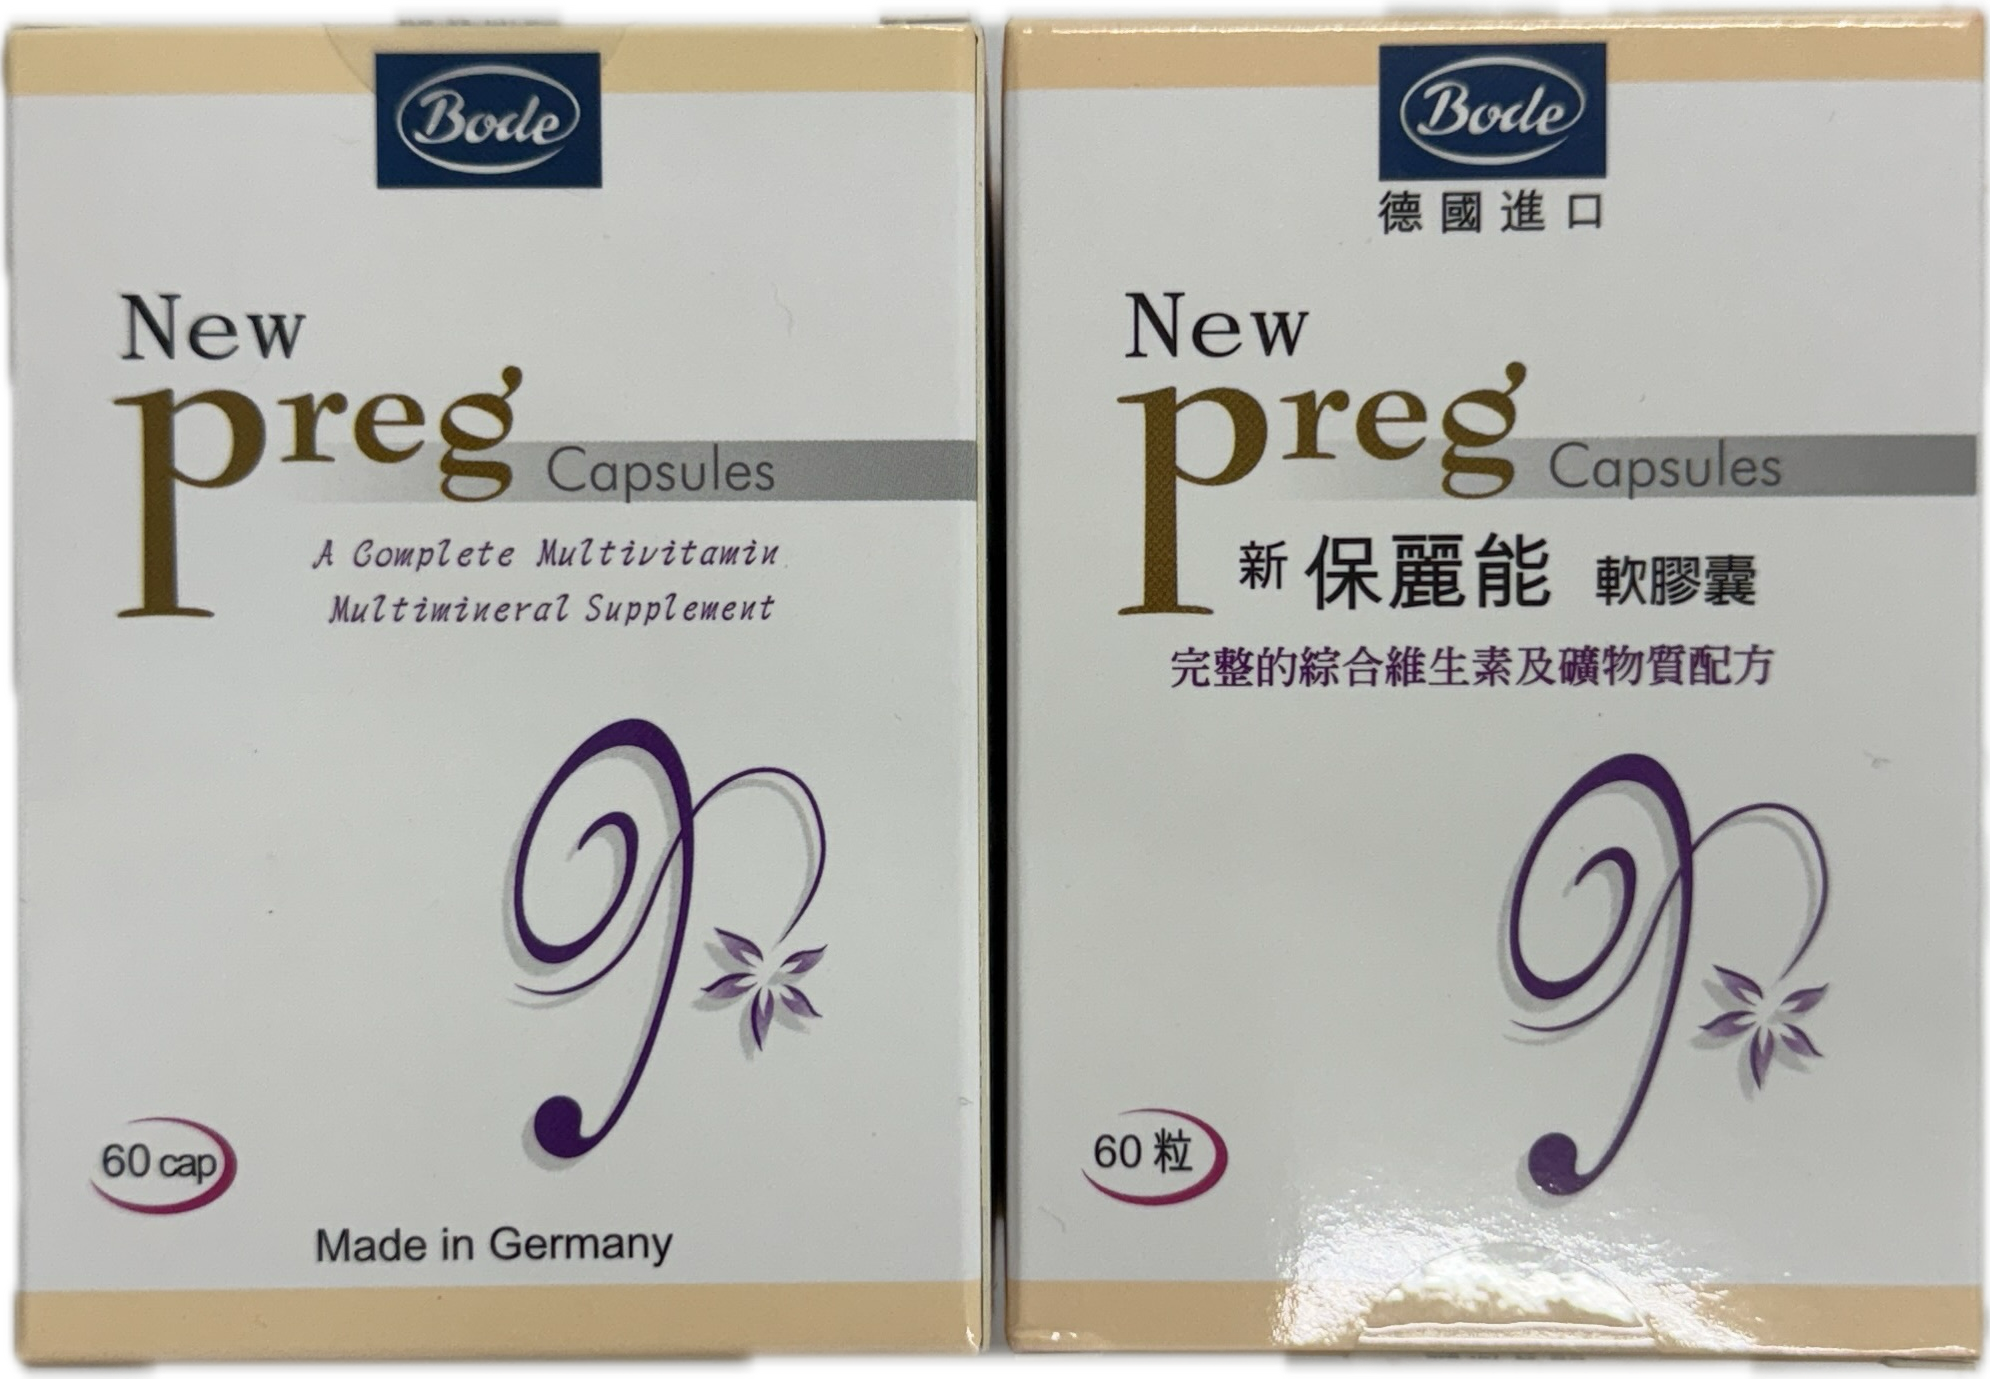 Bode
New
preg Capsules
A Complete Multivitamin
Multimineral Supplement
60 cap
Made in Germany
Bode
德國進口
New
preg Capsules
新 保麗能 軟膠囊
完整的綜合維生素及礦物質配方
60 粒